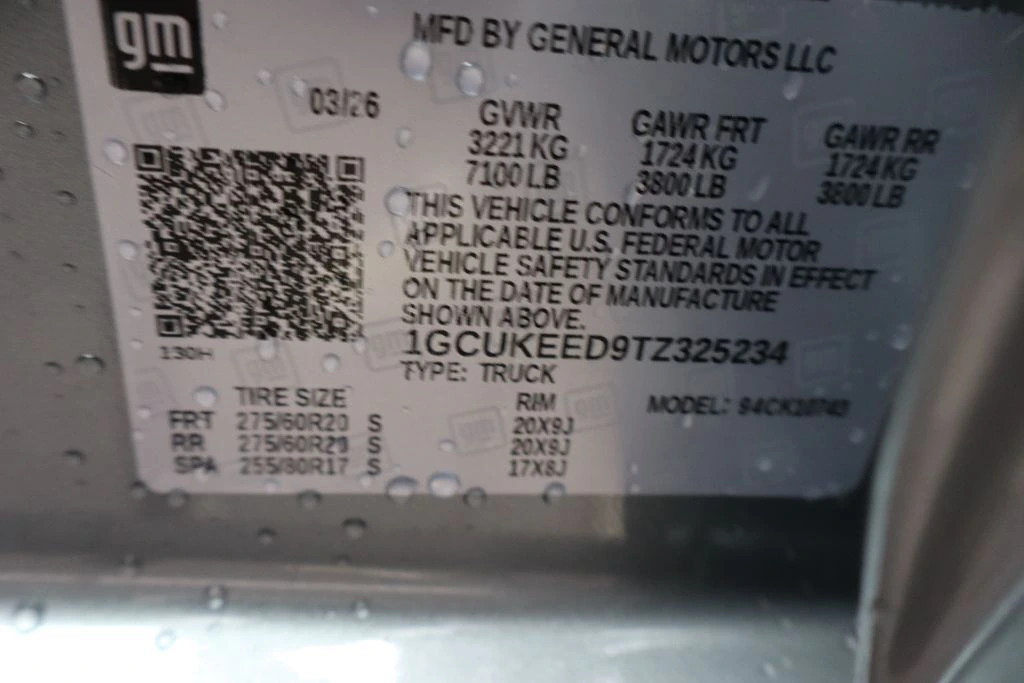 gm
MFD BY GENERAL MOTORS LLC
03/26
GVWR GAWR FRT GAWR RR
3221 KG 1724 KG 1724 KG
7100 LB 3800 LB 3800 LB
THIS VEHICLE CONFORMS TO ALL
APPLICABLE U.S. FEDERAL MOTOR
VEHICLE SAFETY STANDARDS IN EFFECT
ON THE DATE OF MANUFACTURE
SHOWN ABOVE.
130H
1GCUKEED9TZ325234
TYPE: TRUCK
TIRE SIZE RIM MODEL:
FRT 275/60R20 S 20X9J
RR 275/60R20 S 20X9J
SPA 255/80R17 S 17X8J